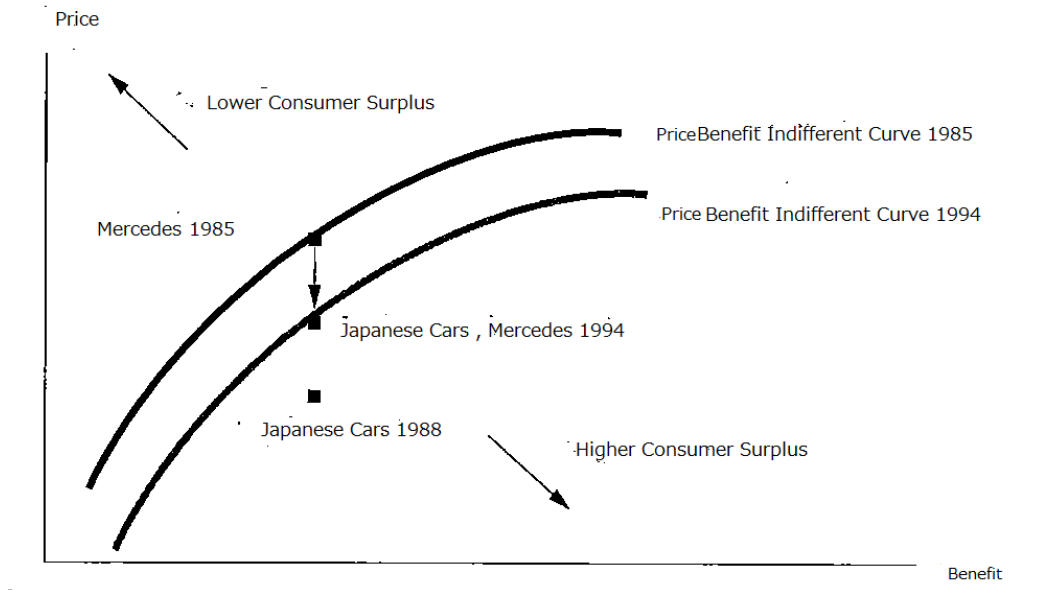 Price
Lower Consumer Surplus
PriceBenefit Indifferent Curve 1985
Price Benefit Indifferent Curve 1994
Mercedes 1985
Japanese Cars , Mercedes 1994
Japanese Cars 1988
Higher Consumer Surplus
Benefit